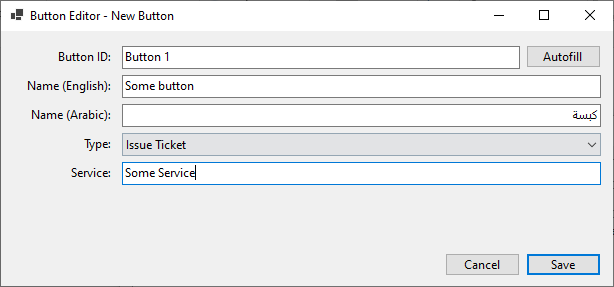 Button Editor - New Button
Button ID: Button 1 Autofill
Name (English): Some button
Name (Arabic): كبسة
Type: Issue Ticket
Service: Some Service
Cancel Save